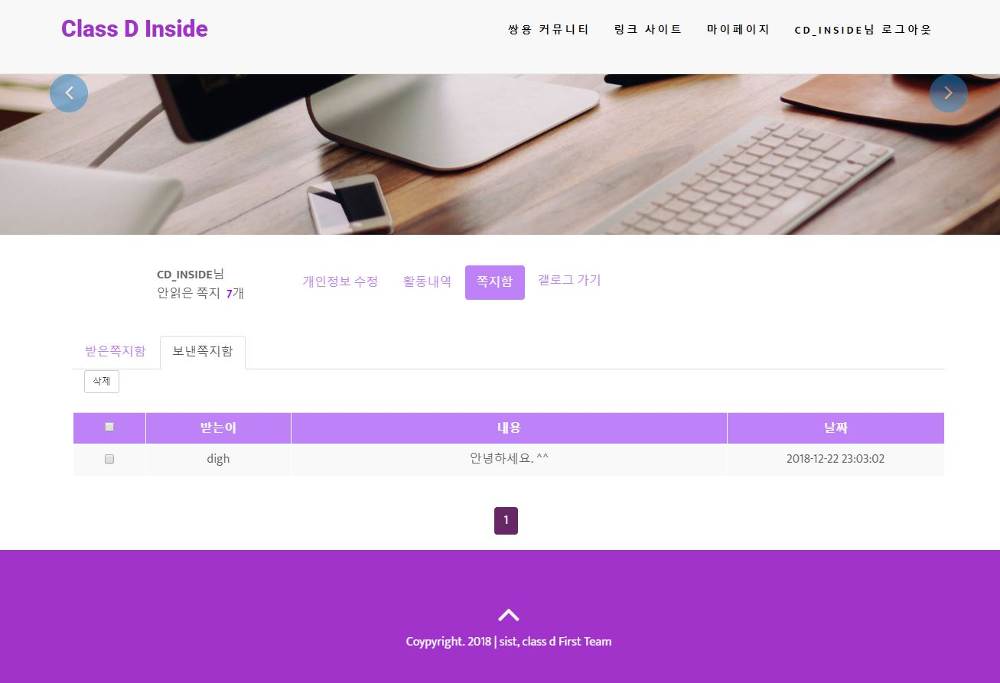 Class D Inside
쌍용 커뮤니티 링크 사이트 마이페이지 CD_INSIDE님 로그아웃
CD_INSIDE님
안읽은 쪽지 7개
개인정보 수정 활동내역 쪽지함 갤로그 가기
받은쪽지함 보낸쪽지함
삭제
받는이 내용 날짜
digh 안녕하세요. ^^ 2018-12-22 23:03:02
1
Coypyright. 2018 | sist, class d First Team